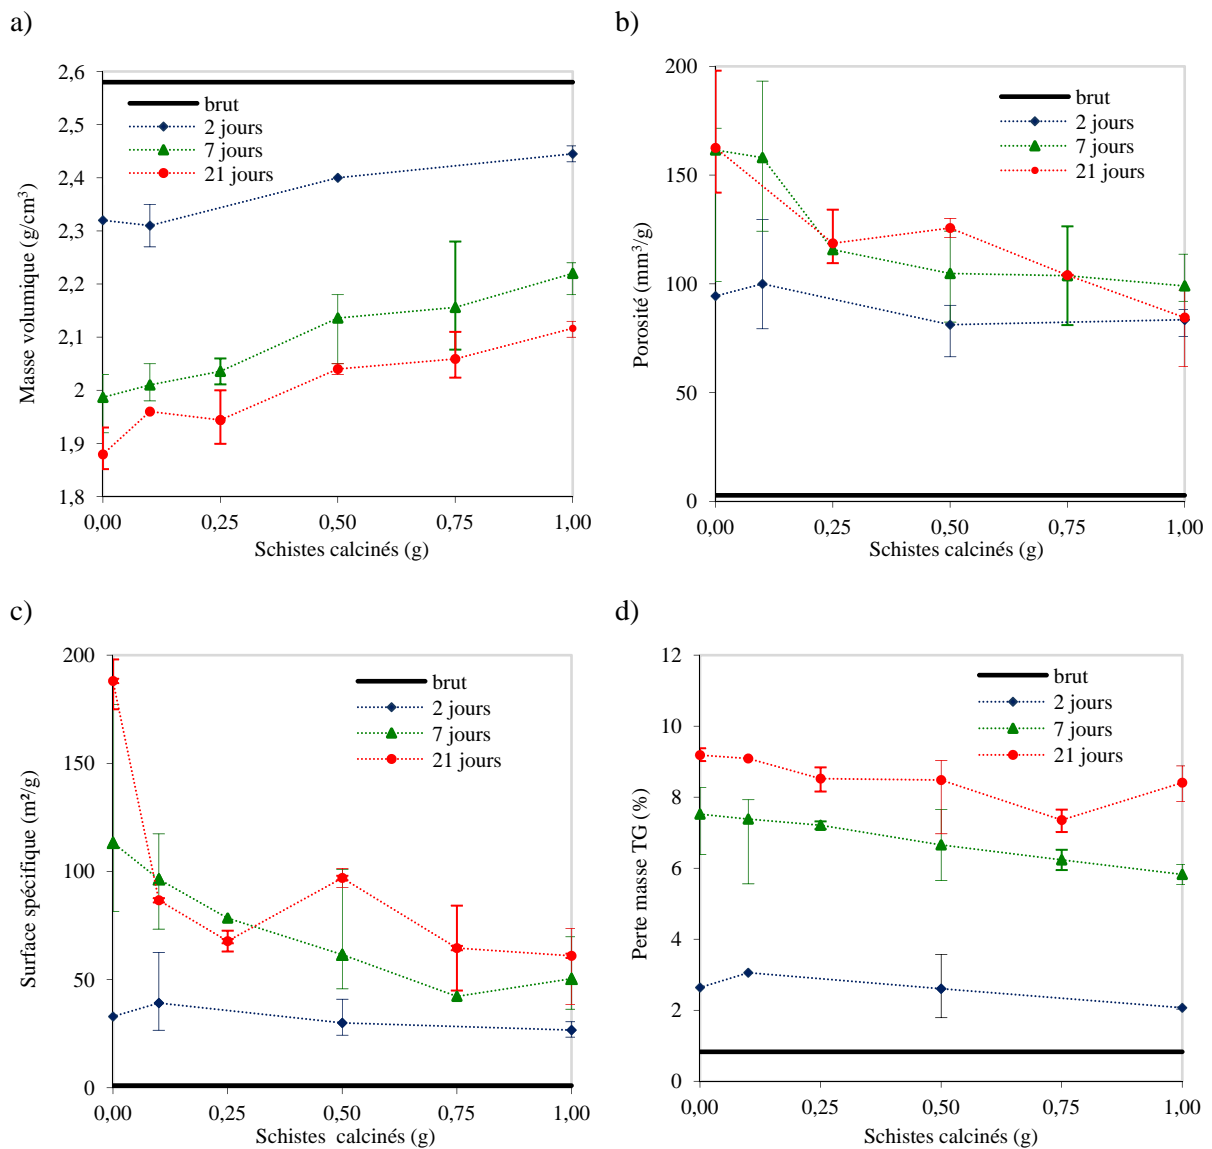 a)
Masse volumique (g/cm³)
2,6
2,5
2,4
2,3
2,2
2,1
2
1,9
1,8
brut
2 jours
7 jours
21 jours
0,00 0,25 0,50 0,75 1,00
Schistes calcinés (g)
b)
Porosité (mm³/g)
200
150
100
50
0
brut
2 jours
7 jours
21 jours
0,00 0,25 0,50 0,75 1,00
Schistes calcinés (g)
c)
Surface spécifique (m²/g)
200
150
100
50
0
brut
2 jours
7 jours
21 jours
0,00 0,25 0,50 0,75 1,00
Schistes calcinés (g)
d)
Perte masse TG (%)
12
10
8
6
4
2
0
brut
2 jours
7 jours
21 jours
0,00 0,25 0,50 0,75 1,00
Schistes calcinés (g)